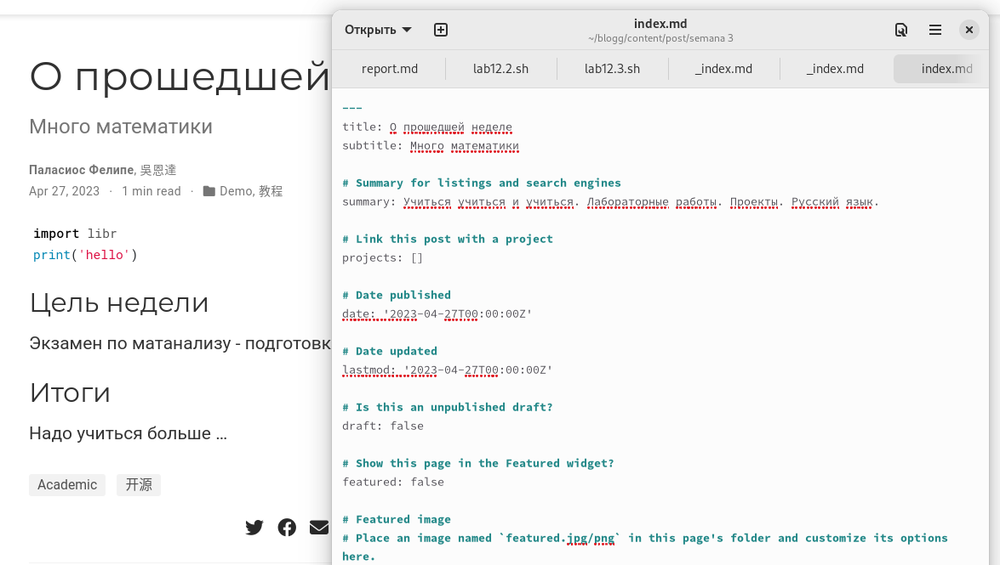 О прошедшей
Много математики
Паласиос Фелипе, 吳恩達
Apr 27, 2023 · 1 min read · Demo, 教程
import libr
print('hello')
Цель недели
Экзамен по матанализу - подготовк
Итоги
Надо учиться больше ...
Academic 开源
Открыть
index.md
~/blogg/content/post/semana 3
report.md lab12.2.sh lab12.3.sh _index.md _index.md index.md
---
title: О прошедшей неделе
subtitle: Много математики
# Summary for listings and search engines
summary: Учиться учиться и учиться. Лабораторные работы. Проекты. Русский язык.
# Link this post with a project
projects: []
# Date published
date: '2023-04-27T00:00:00Z'
# Date updated
lastmod: '2023-04-27T00:00:00Z'
# Is this an unpublished draft?
draft: false
# Show this page in the Featured widget?
featured: false
# Featured image
# Place an image named `featured.jpg/png` in this page's folder and customize its options
here.